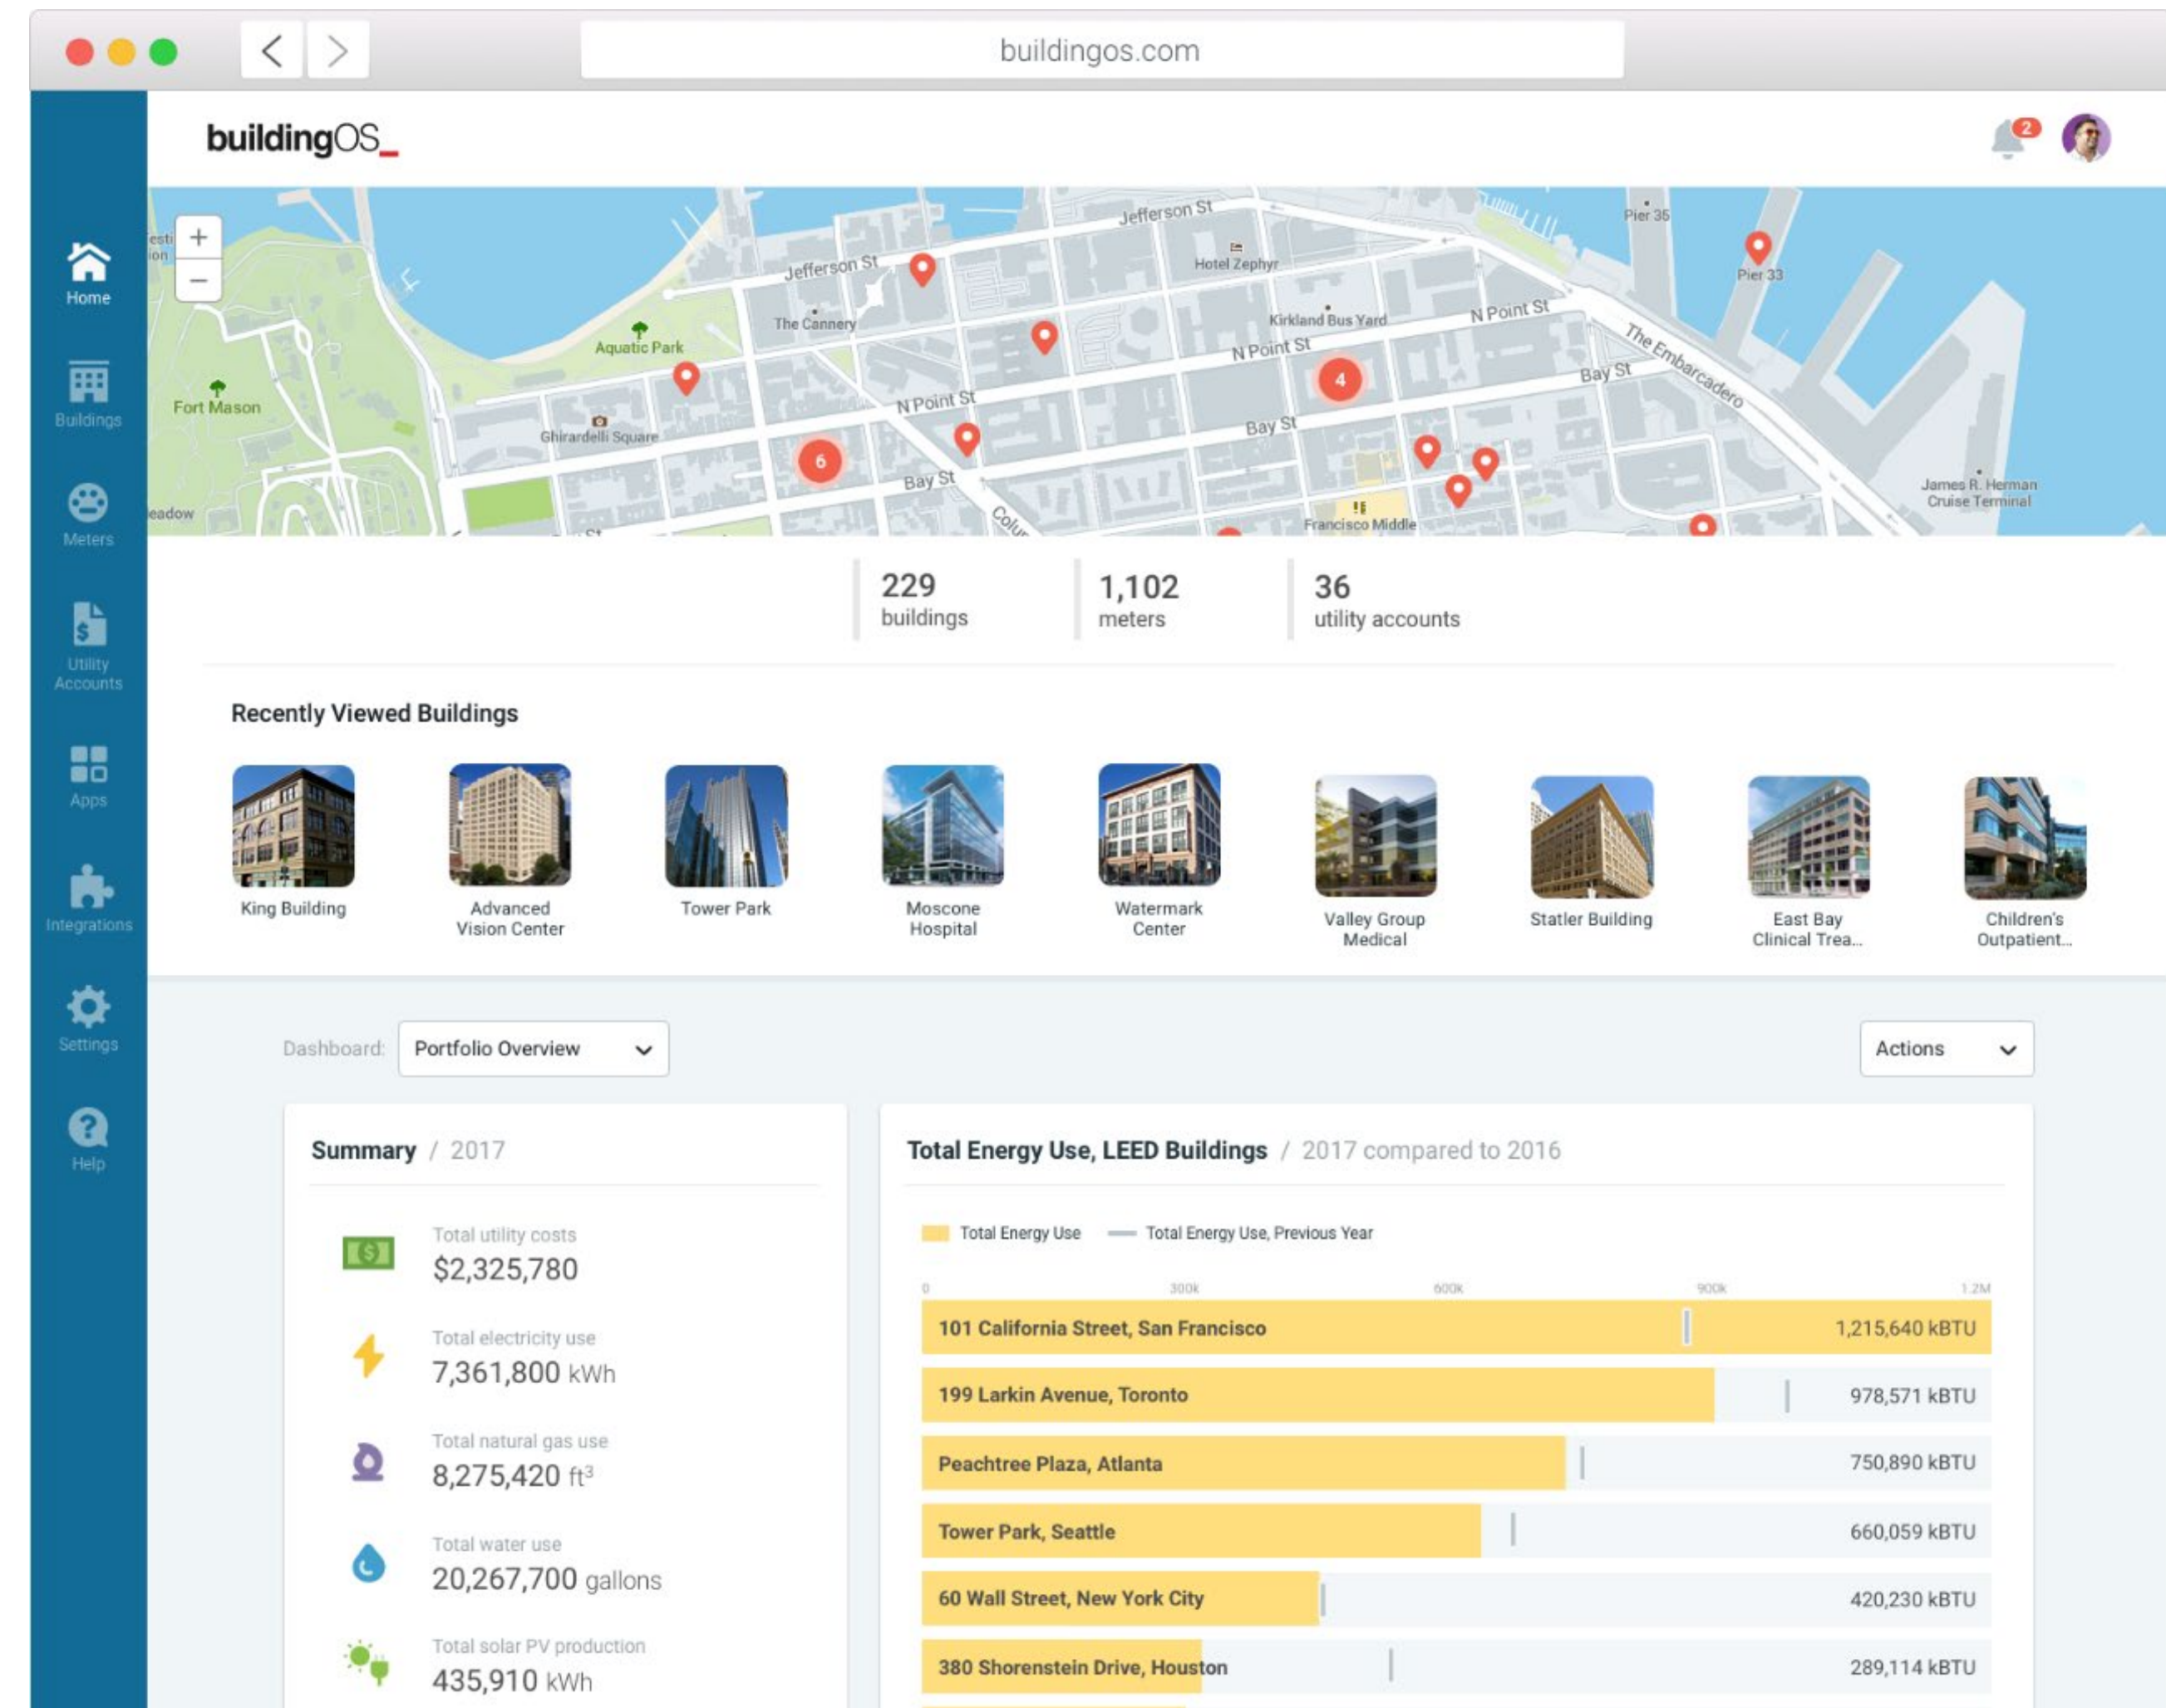 buildingos.com
buildingOS_
2
Home
Buildings
Meters
Utility
Accounts
Apps
Integrations
Settings
Help
+
−
esti
ion
Fort Mason
eadow
Aquatic Park
Ghirardelli Square
The Cannery
Jefferson St
Jefferson St
Hotel Zephyr
Kirkland Bus Yard
N Point St
N Point St
N Point St
Bay St
Bay St
Bay St
The Embarcadero
Pier 35
Pier 33
James R. Herman
Cruise Terminal
Francisco Middle
Colu
6
4
229
buildings
1,102
meters
36
utility accounts
Recently Viewed Buildings
King Building
Advanced
Vision Center
Tower Park
Moscone
Hospital
Watermark
Center
Valley Group
Medical
Statler Building
East Bay
Clinical Trea...
Children's
Outpatient...
Dashboard:
Portfolio Overview
Actions
Summary / 2017
Total utility costs
$2,325,780
Total electricity use
7,361,800 kWh
Total natural gas use
8,275,420 ft³
Total water use
20,267,700 gallons
Total solar PV production
435,910 kWh
Total Energy Use, LEED Buildings / 2017 compared to 2016
Total Energy Use
Total Energy Use, Previous Year
0 300k 600k 900k 1.2M
101 California Street, San Francisco 1,215,640 kBTU
199 Larkin Avenue, Toronto 978,571 kBTU
Peachtree Plaza, Atlanta 750,890 kBTU
Tower Park, Seattle 660,059 kBTU
60 Wall Street, New York City 420,230 kBTU
380 Shorenstein Drive, Houston 289,114 kBTU